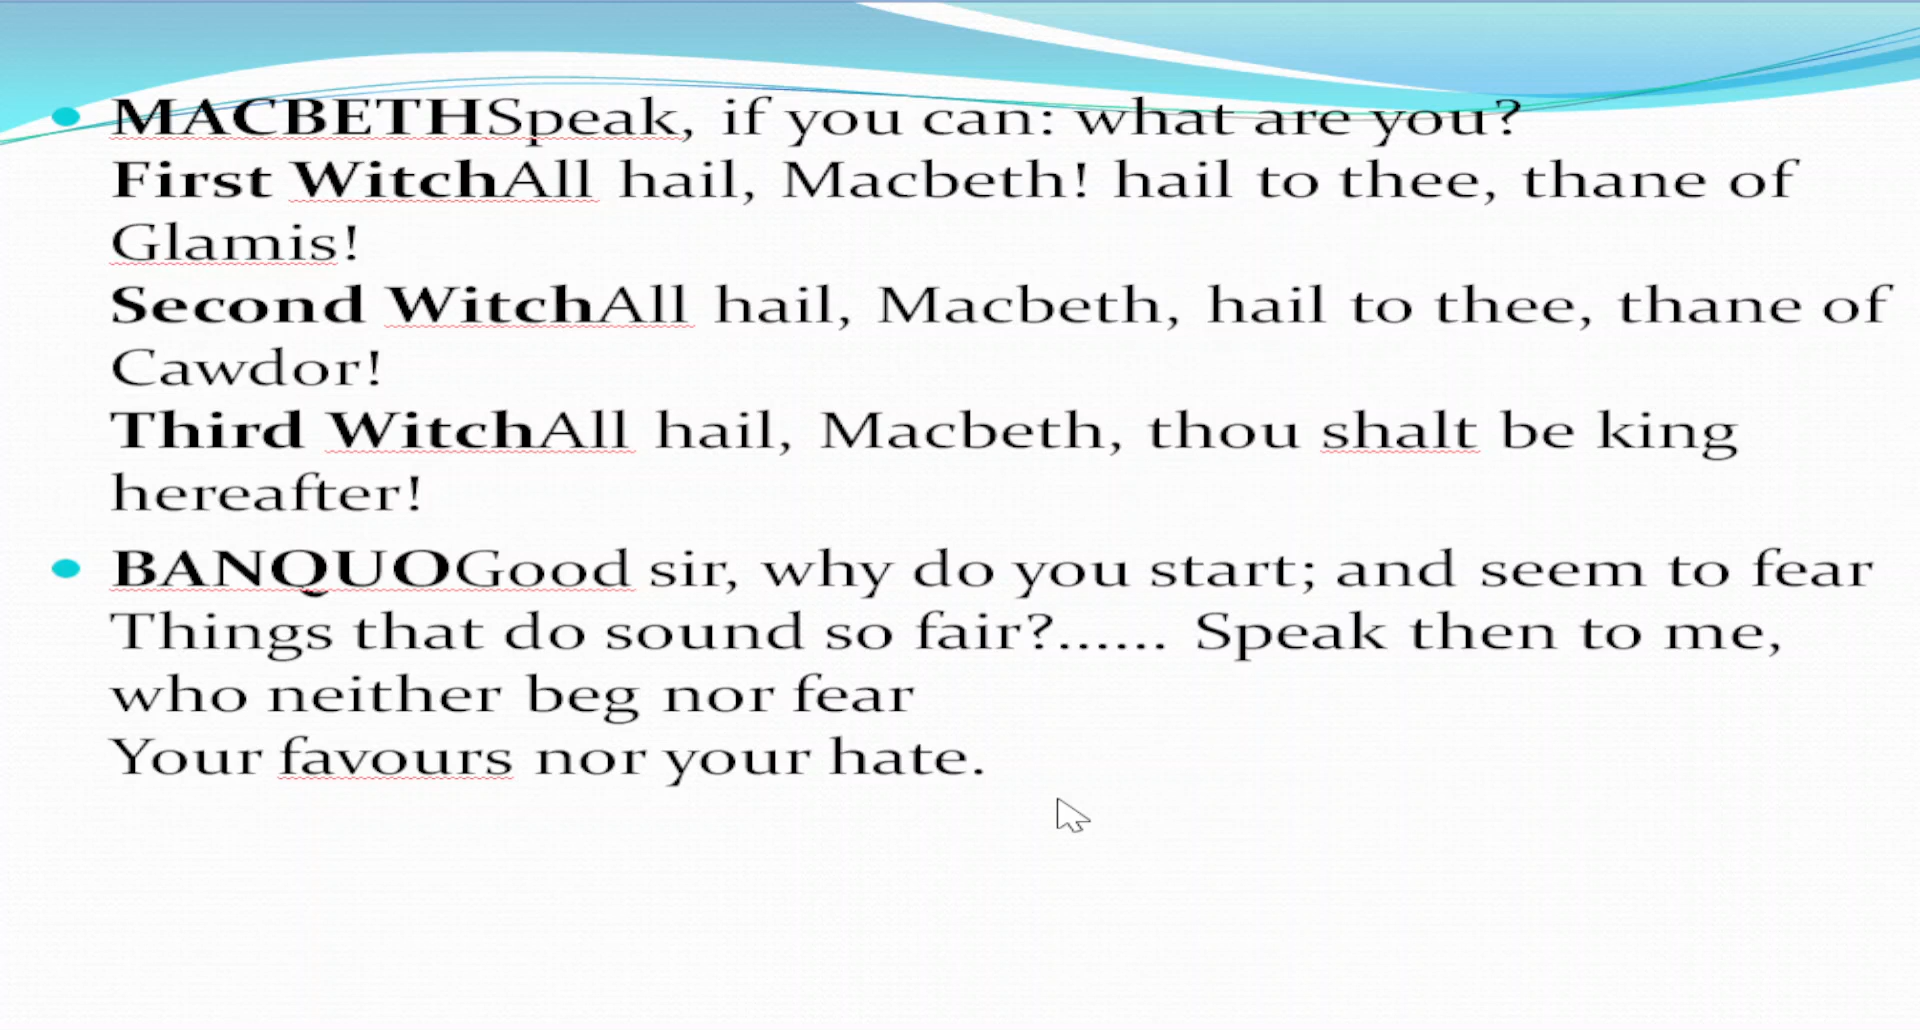 MACBETHSpeak, if you can: what are you?
First WitchAll hail, Macbeth! hail to thee, thane of
Glamis!
Second WitchAll hail, Macbeth, hail to thee, thane of
Cawdor!
Third WitchAll hail, Macbeth, thou shalt be king
hereafter!
BANQUOGood sir, why do you start; and seem to fear
Things that do sound so fair?...... Speak then to me,
who neither beg nor fear
Your favours nor your hate.